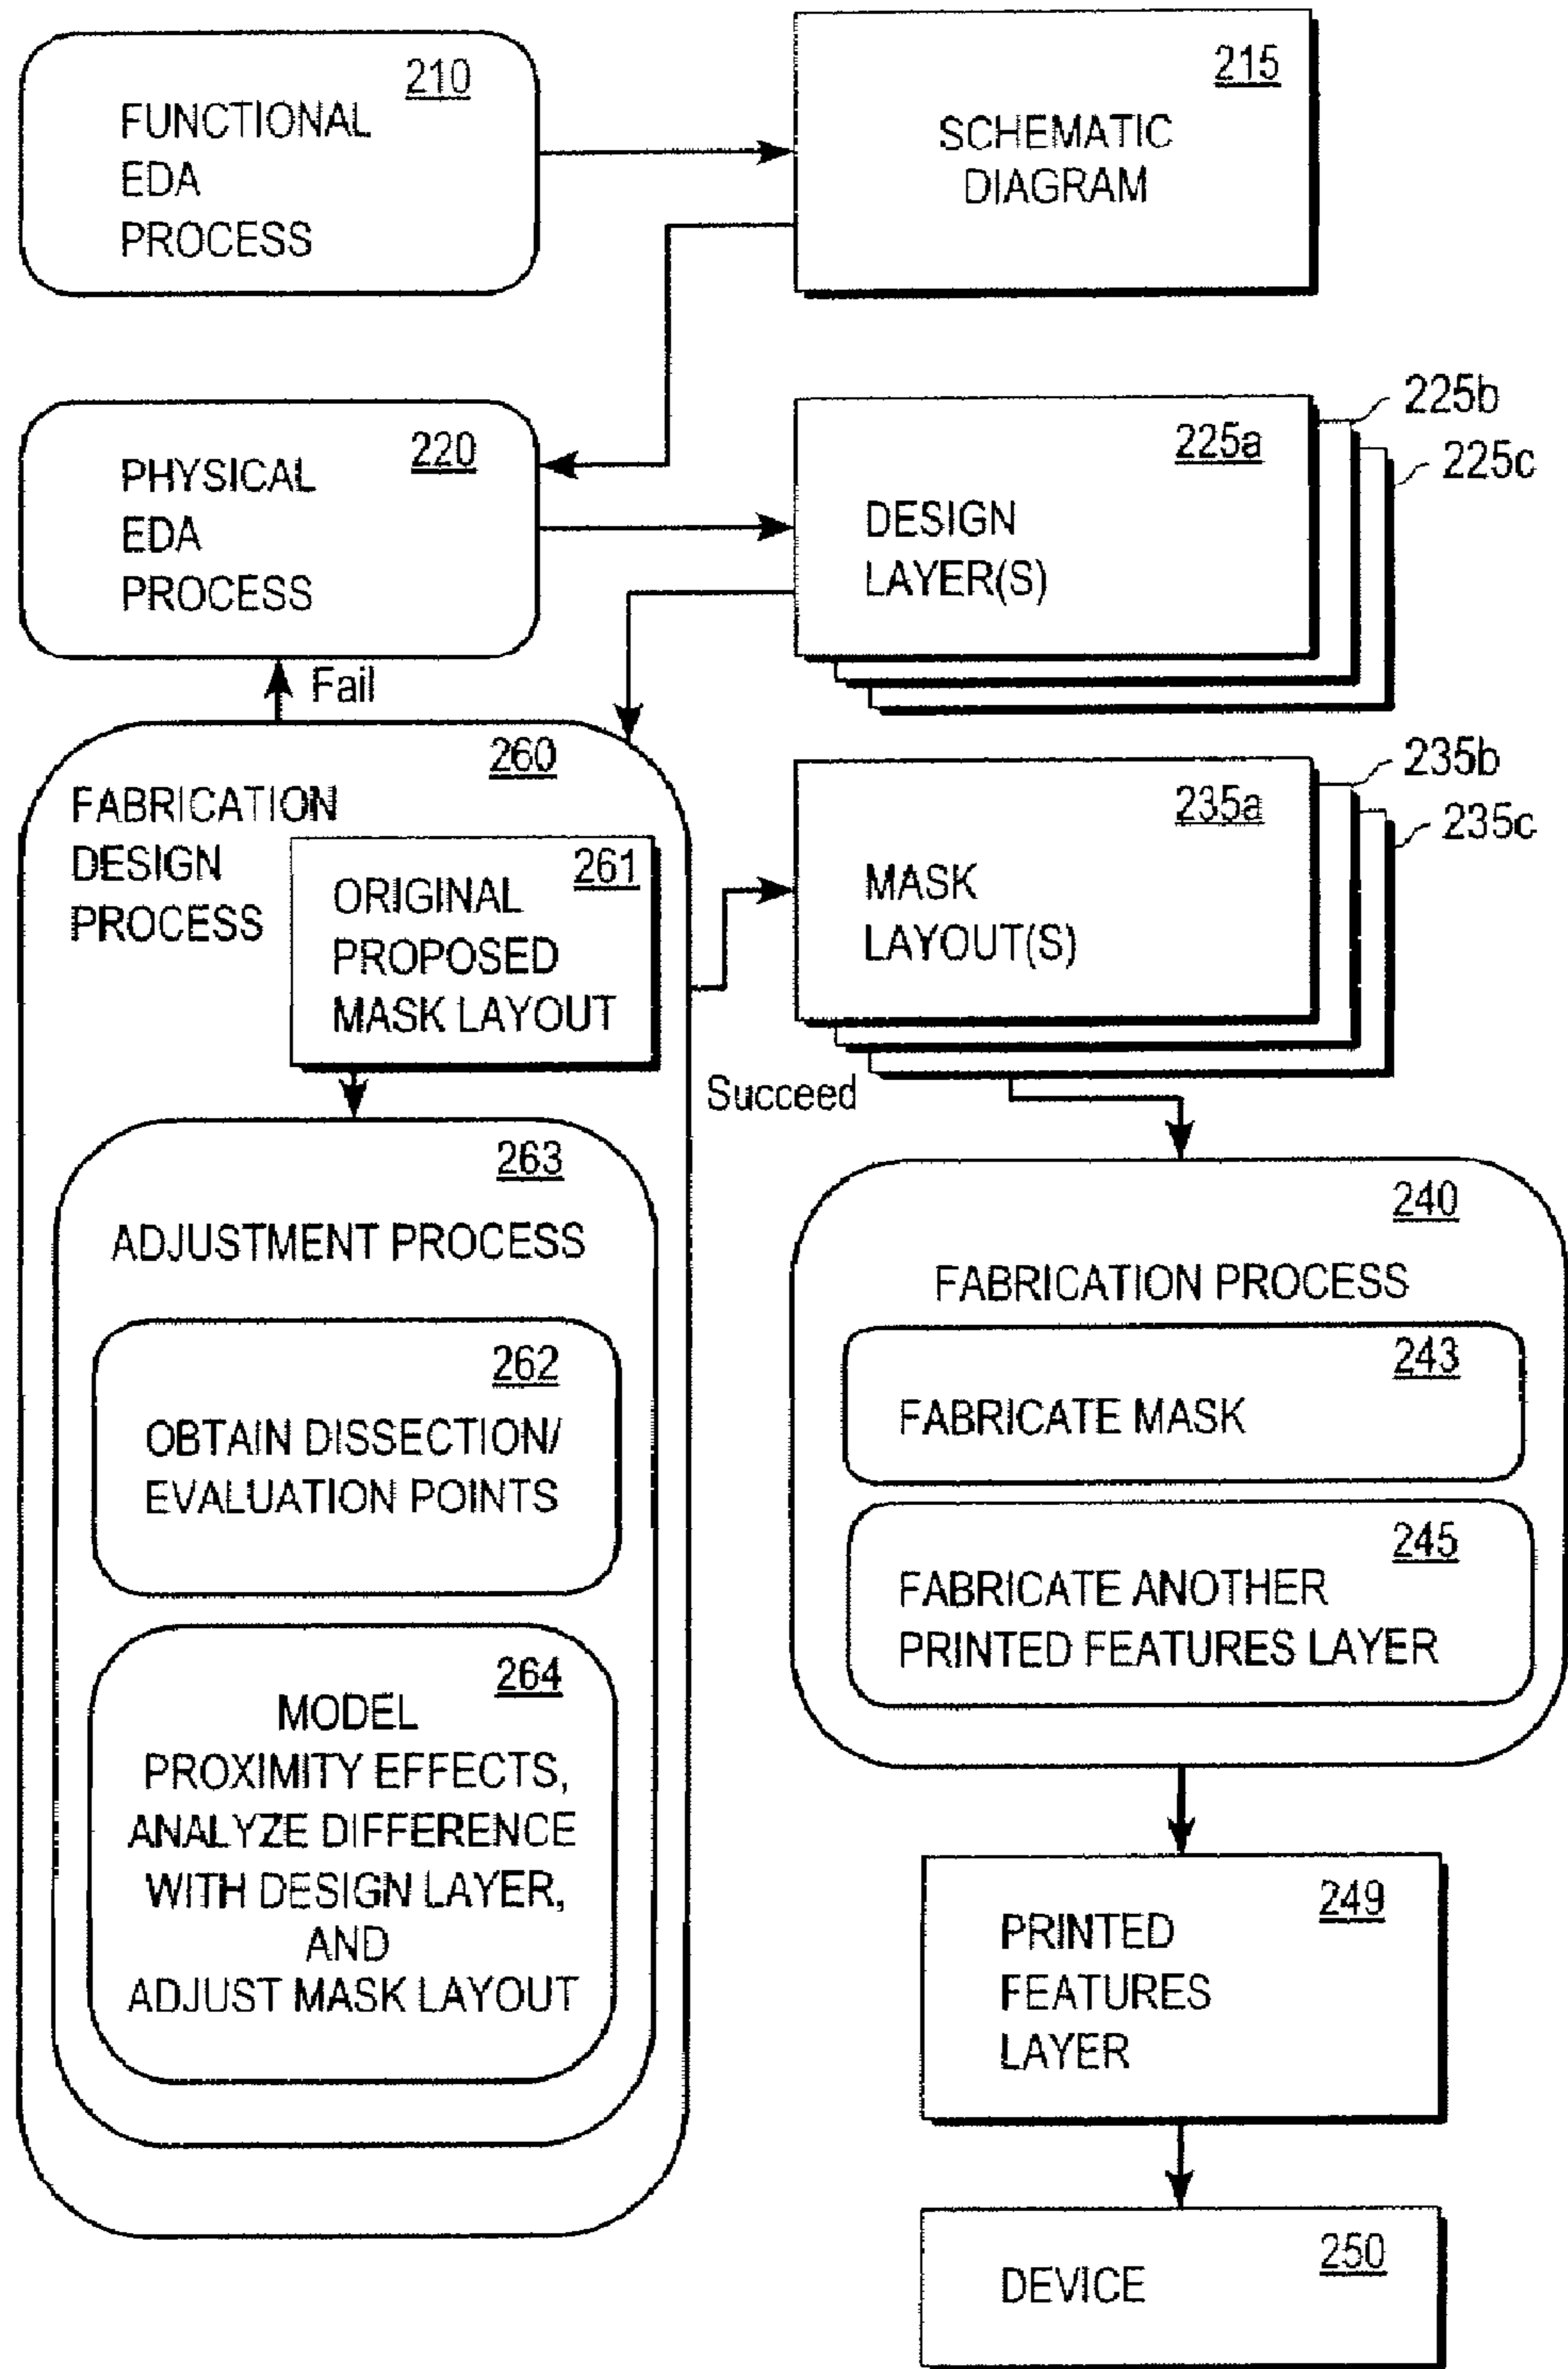 210
FUNCTIONAL
EDA
PROCESS
215
SCHEMATIC
DIAGRAM
220
PHYSICAL
EDA
PROCESS
225a
225b
225c
DESIGN
LAYER(S)
Fail
260
FABRICATION
DESIGN
PROCESS
261
ORIGINAL
PROPOSED
MASK LAYOUT
235a
235b
235c
MASK
LAYOUT(S)
Succeed
263
ADJUSTMENT PROCESS
262
OBTAIN DISSECTION/
EVALUATION POINTS
264
MODEL
PROXIMITY EFFECTS,
ANALYZE DIFFERENCE
WITH DESIGN LAYER,
AND
ADJUST MASK LAYOUT
240
FABRICATION PROCESS
243
FABRICATE MASK
245
FABRICATE ANOTHER
PRINTED FEATURES LAYER
249
PRINTED
FEATURES
LAYER
250
DEVICE